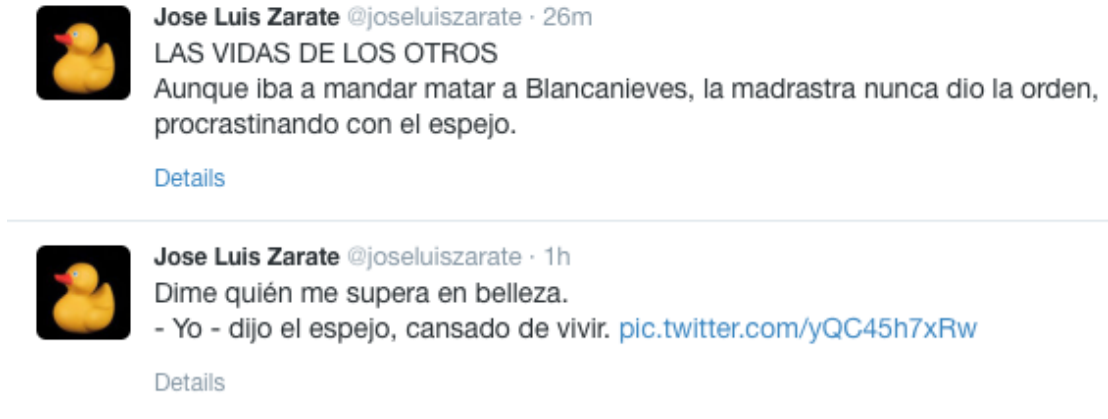 Jose Luis Zarate @joseluiszarate · 26m
LAS VIDAS DE LOS OTROS
Aunque iba a mandar matar a Blancanieves, la madrastra nunca dio la orden,
procrastinando con el espejo.
Details
Jose Luis Zarate @joseluiszarate · 1h
Dime quién me supera en belleza.
- Yo - dijo el espejo, cansado de vivir. pic.twitter.com/yQC45h7xRw
Details